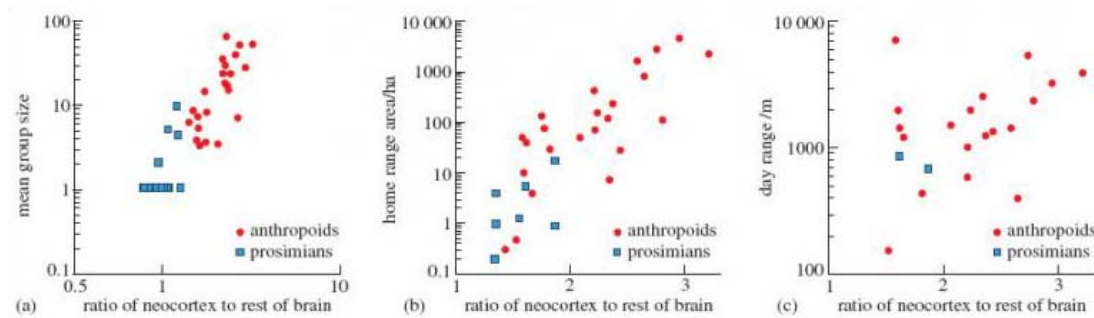 100
10
1
0.1
mean group size
anthropoids
prosimians
0.5
1
10
(a)
ratio of neocortex to rest of brain
10 000
1000
100
10
1
0.1
home range area/ha
anthropoids
prosimians
1
2
3
(b)
ratio of neocortex to rest of brain
10 000
1000
100
day range /m
anthropoids
prosimians
1
2
3
(c)
ratio of neocortex to rest of brain